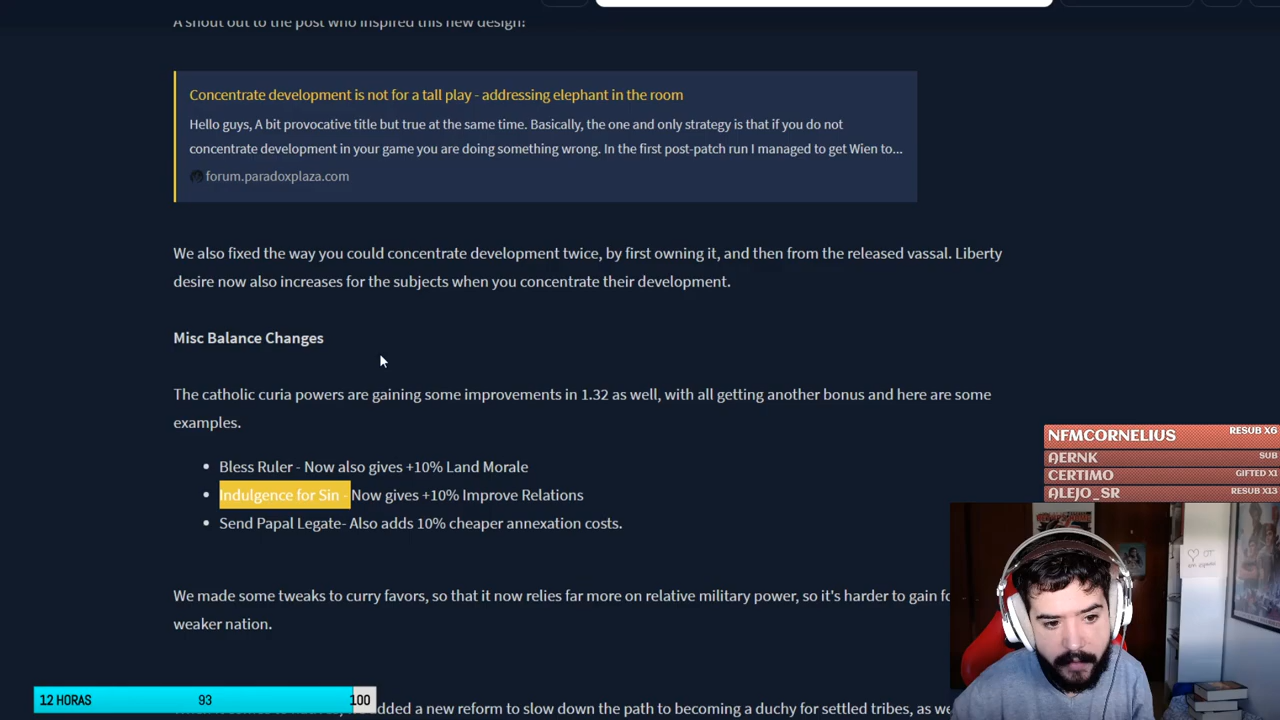 A shout out to the post who inspired this new design!
Concentrate development is not for a tall play - addressing elephant in the room
Hello guys, A bit provocative title but true at the same time. Basically, the one and only strategy is that if you do not
concentrate development in your game you are doing something wrong. In the first post-patch run I managed to get Wien to...
forum.paradoxplaza.com
We also fixed the way you could concentrate development twice, by first owning it, and then from the released vassal. Liberty
desire now also increases for the subjects when you concentrate their development.
Misc Balance Changes
The catholic curia powers are gaining some improvements in 1.32 as well, with all getting another bonus and here are some
examples.
Bless Ruler - Now also gives +10% Land Morale
Indulgence for Sin - Now gives +10% Improve Relations
Send Papal Legate- Also adds 10% cheaper annexation costs.
We made some tweaks to curry favors, so that it now relies far more on relative military power, so it's harder to gain
weaker nation.
added a new reform to slow down the path to becoming a duchy for settled tribes, as
NFMCORNELIUS RESUB X6
AERNK SUB
CERTIMO GIFTED X1
ALEJO_SR RESUB X13
12 HORAS 93 100